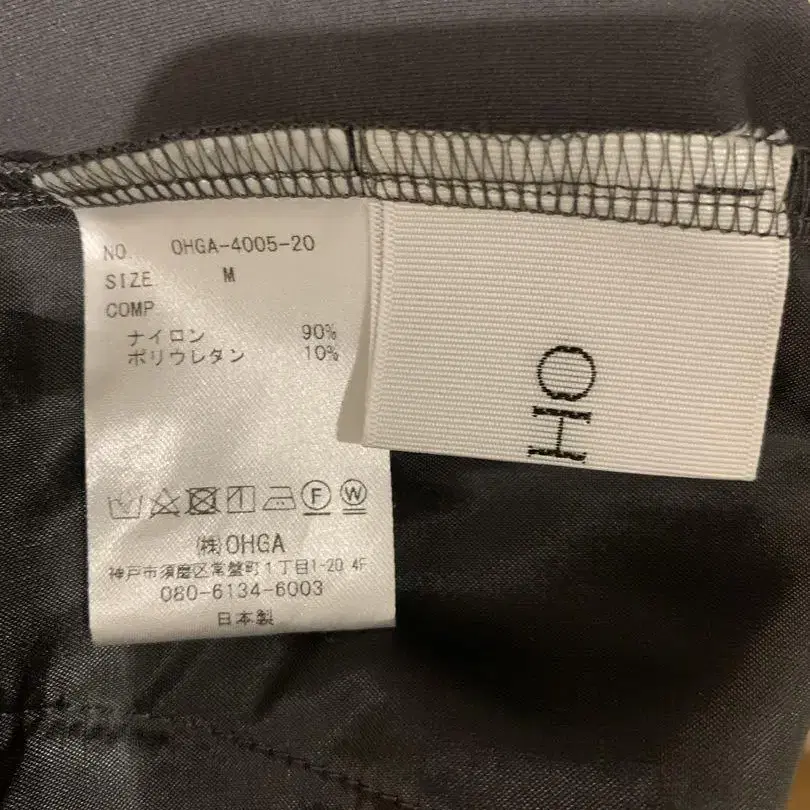 NO OHGA-4005-20
SIZE M
COMP
ナイロン 90%
ポリウレタン 10%
F W
㈱OHGA
神戸市須磨区常盤町1丁目1-20 4F
080-6134-6003
日本製
OH